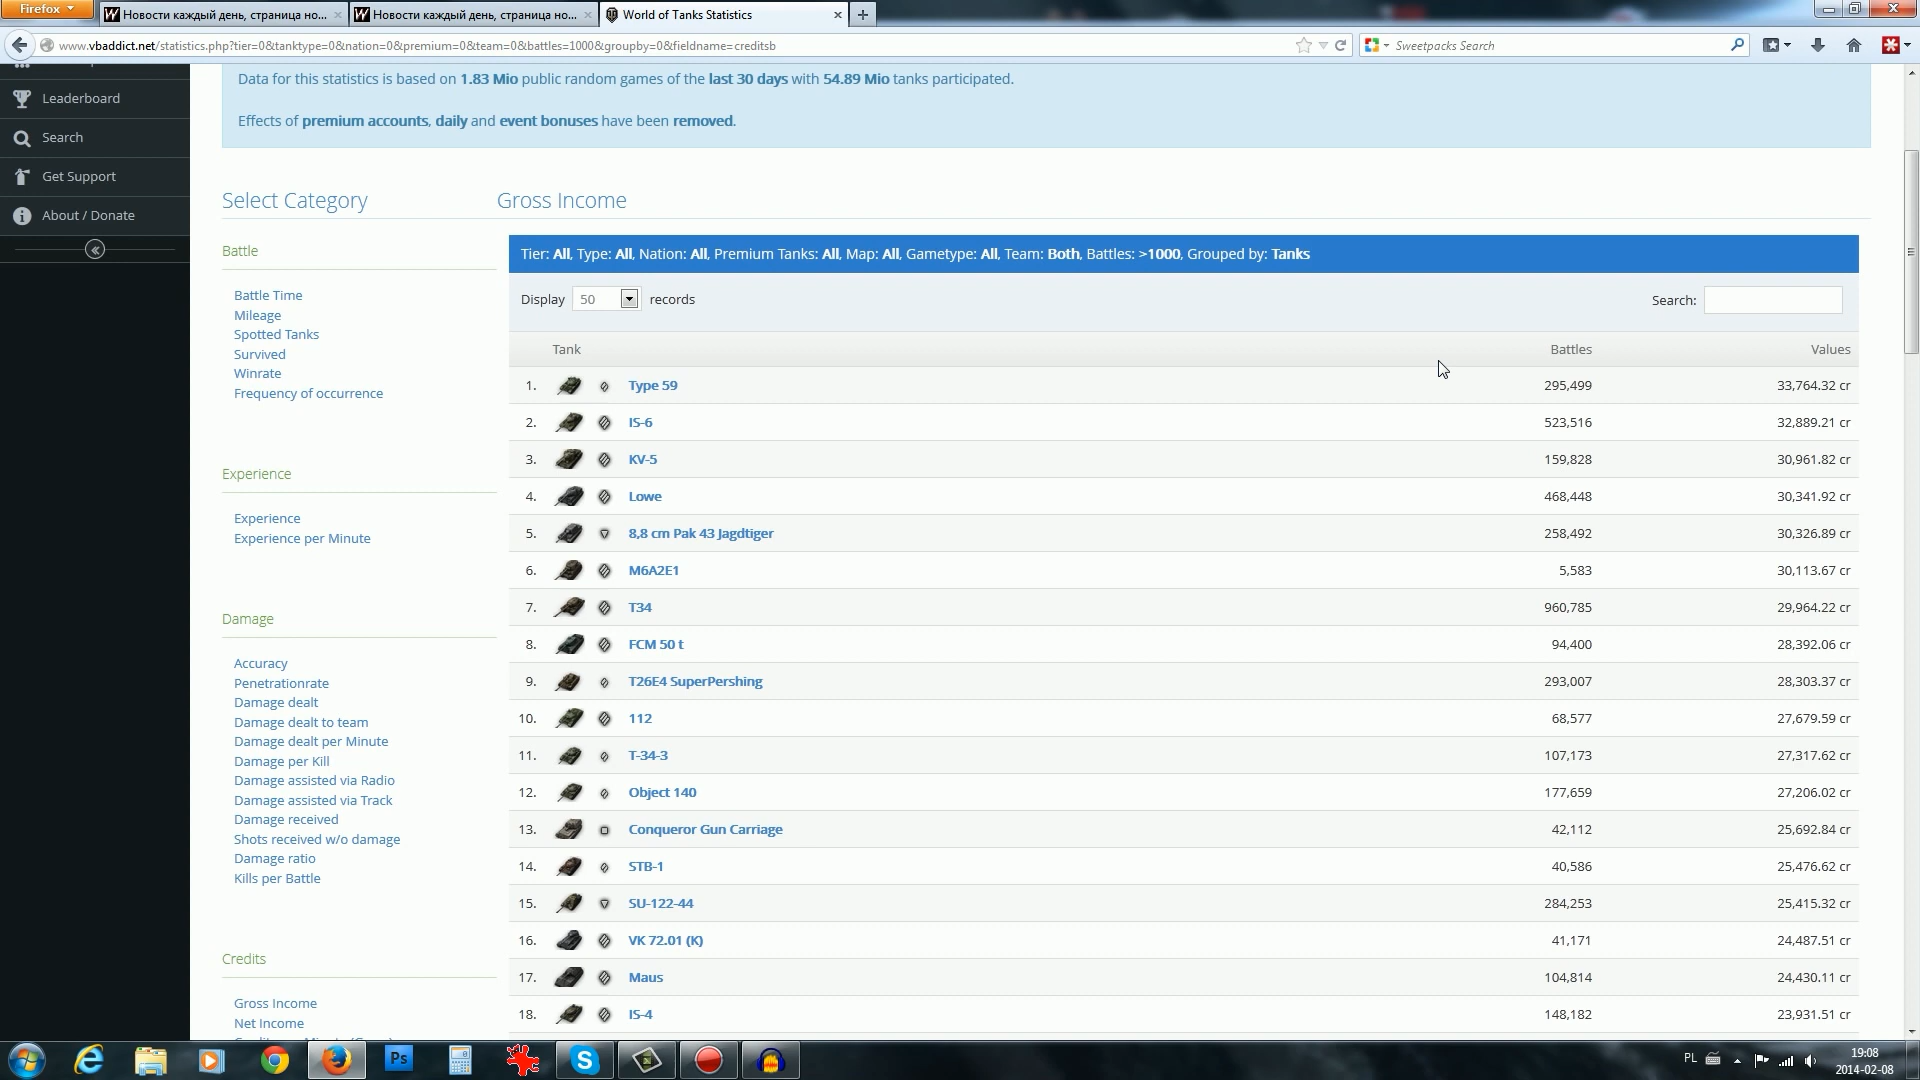 Firefox
Новости каждый день, страница но...
Новости каждый день, страница но...
World of Tanks Statistics
www.vbaddict.net/statistics.php?tier=0&tanktype=0&nation=0&premium=0&team=0&battles=1000&groupby=0&fieldname=creditsb
Sweetpacks Search
Leaderboard
Search
Get Support
About / Donate
Data for this statistics is based on 1.83 Mio public random games of the last 30 days with 54.89 Mio tanks participated.
Effects of premium accounts, daily and event bonuses have been removed.
Select Category
Battle
Battle Time
Mileage
Spotted Tanks
Survived
Winrate
Frequency of occurrence
Experience
Experience
Experience per Minute
Damage
Accuracy
Penetrationrate
Damage dealt
Damage dealt to team
Damage dealt per Minute
Damage per Kill
Damage assisted via Radio
Damage assisted via Track
Damage received
Shots received w/o damage
Damage ratio
Kills per Battle
Credits
Gross Income
Net Income
Gross Income
Tier: All, Type: All, Nation: All, Premium Tanks: All, Map: All, Gametype: All, Team: Both, Battles: >1000, Grouped by: Tanks
Display 50 records Search:
Tank Battles Values
1. Type 59 295,499 33,764.32 cr
2. IS-6 523,516 32,889.21 cr
3. KV-5 159,828 30,961.82 cr
4. Lowe 468,448 30,341.92 cr
5. 8,8 cm Pak 43 Jagdtiger 258,492 30,326.89 cr
6. M6A2E1 5,583 30,113.67 cr
7. T34 960,785 29,964.22 cr
8. FCM 50 t 94,400 28,392.06 cr
9. T26E4 SuperPershing 293,007 28,303.37 cr
10. 112 68,577 27,679.59 cr
11. T-34-3 107,173 27,317.62 cr
12. Object 140 177,659 27,206.02 cr
13. Conqueror Gun Carriage 42,112 25,692.84 cr
14. STB-1 40,586 25,476.62 cr
15. SU-122-44 284,253 25,415.32 cr
16. VK 72.01 (K) 41,171 24,487.51 cr
17. Maus 104,814 24,430.11 cr
18. IS-4 148,182 23,931.51 cr
Ps
PL
19:08
2014-02-08